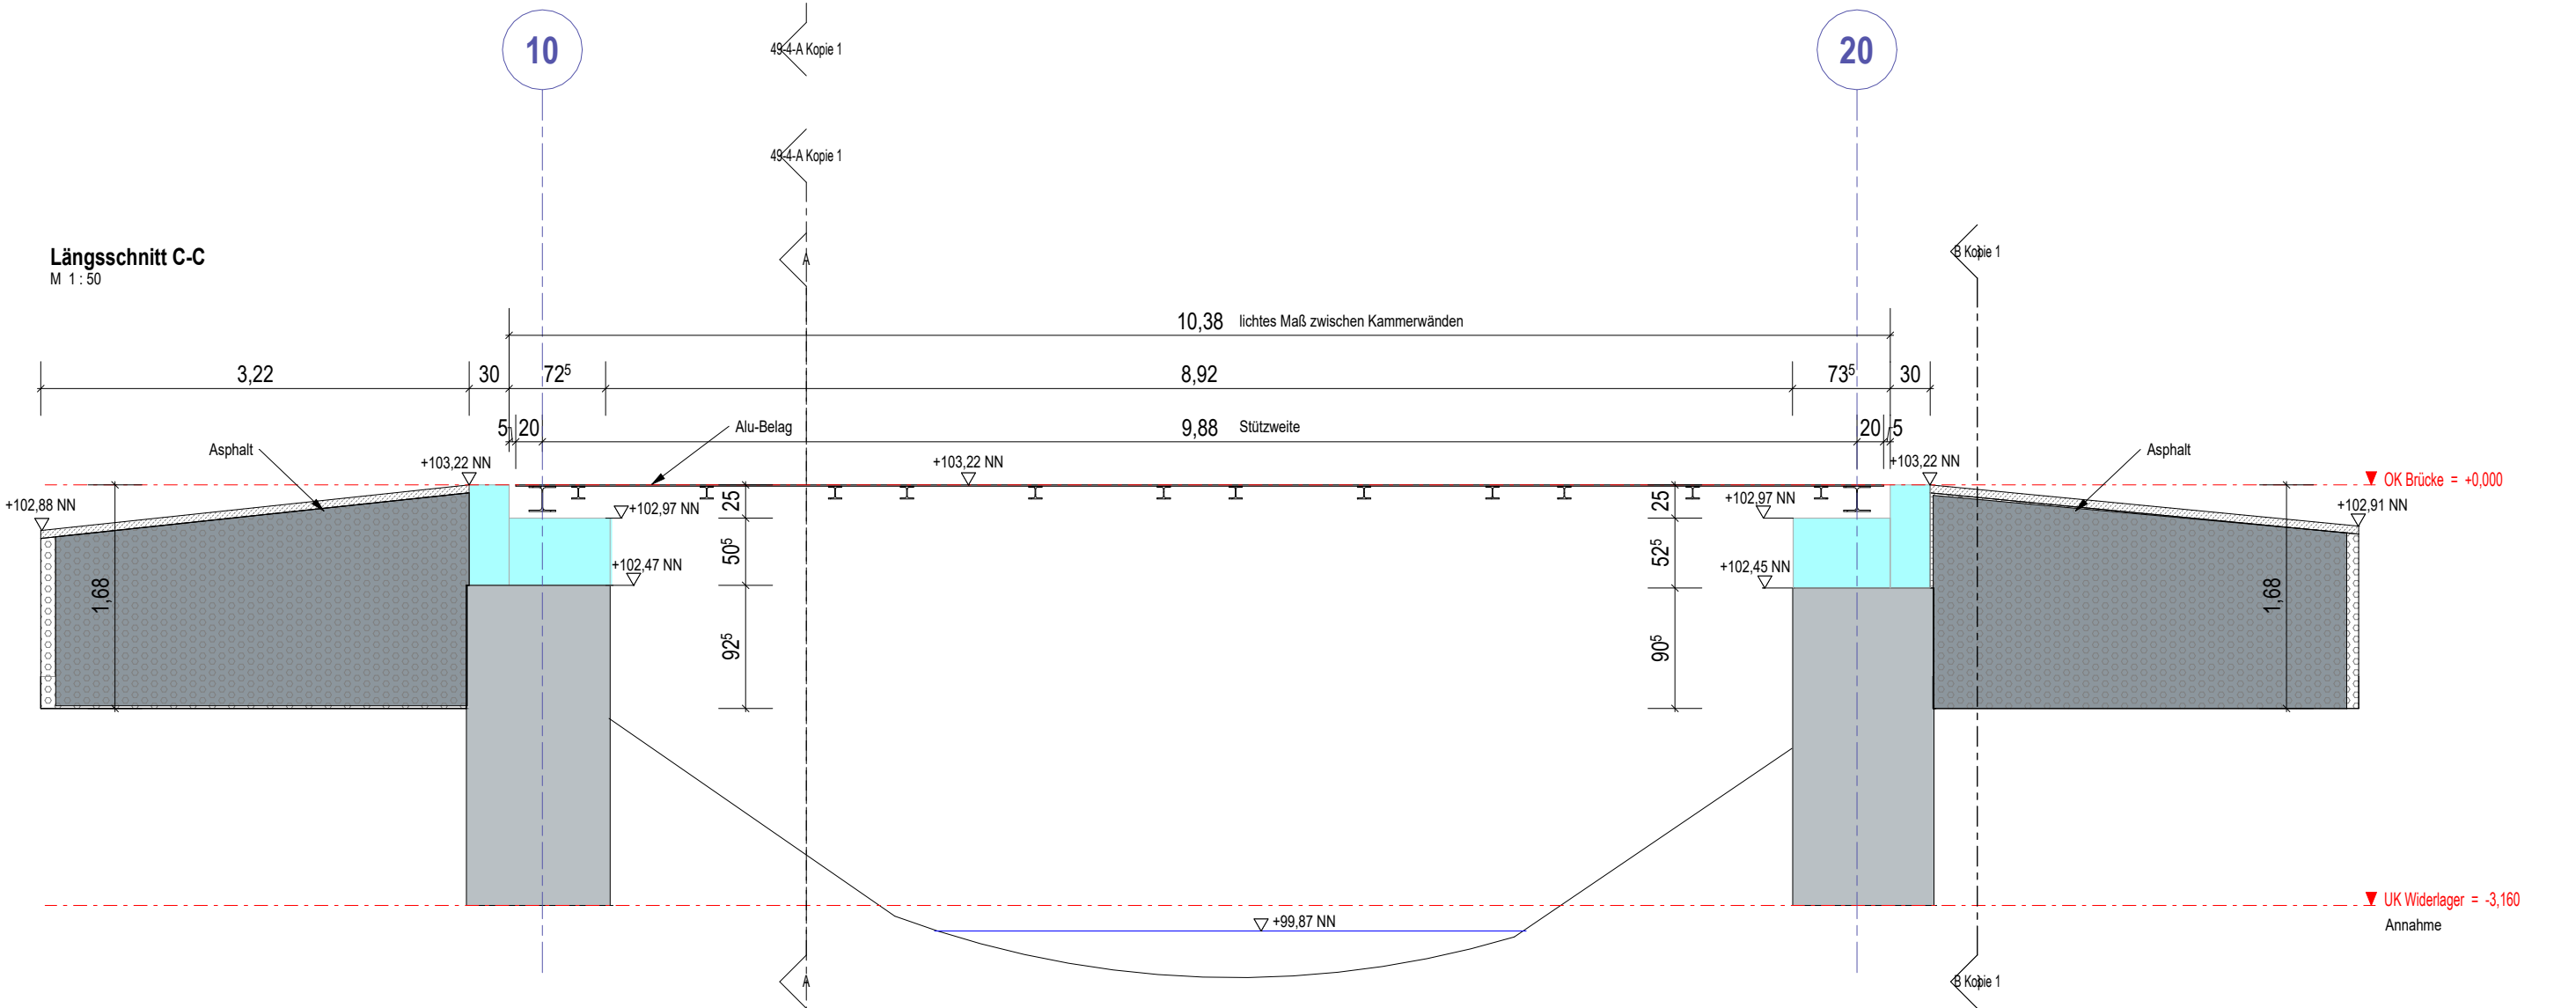 10
20
49-4-A Kopie 1
49-4-A Kopie 1
Längsschnitt C-C
M 1 : 50
A
B Kopie 1
10,38 lichtes Maß zwischen Kammerwänden
3,22
30
72⁵
8,92
73⁵
30
5
20
Alu-Belag
9,88 Stützweite
20
5
Asphalt
Asphalt
+103,22 NN
+103,22 NN
+103,22 NN
OK Brücke = +0,000
+102,88 NN
+102,97 NN
25
25
+102,97 NN
+102,91 NN
50⁵
52⁵
+102,47 NN
+102,45 NN
1,68
1,68
92⁵
90⁵
UK Widerlager = -3,160
Annahme
+99,87 NN
A
B Kopie 1